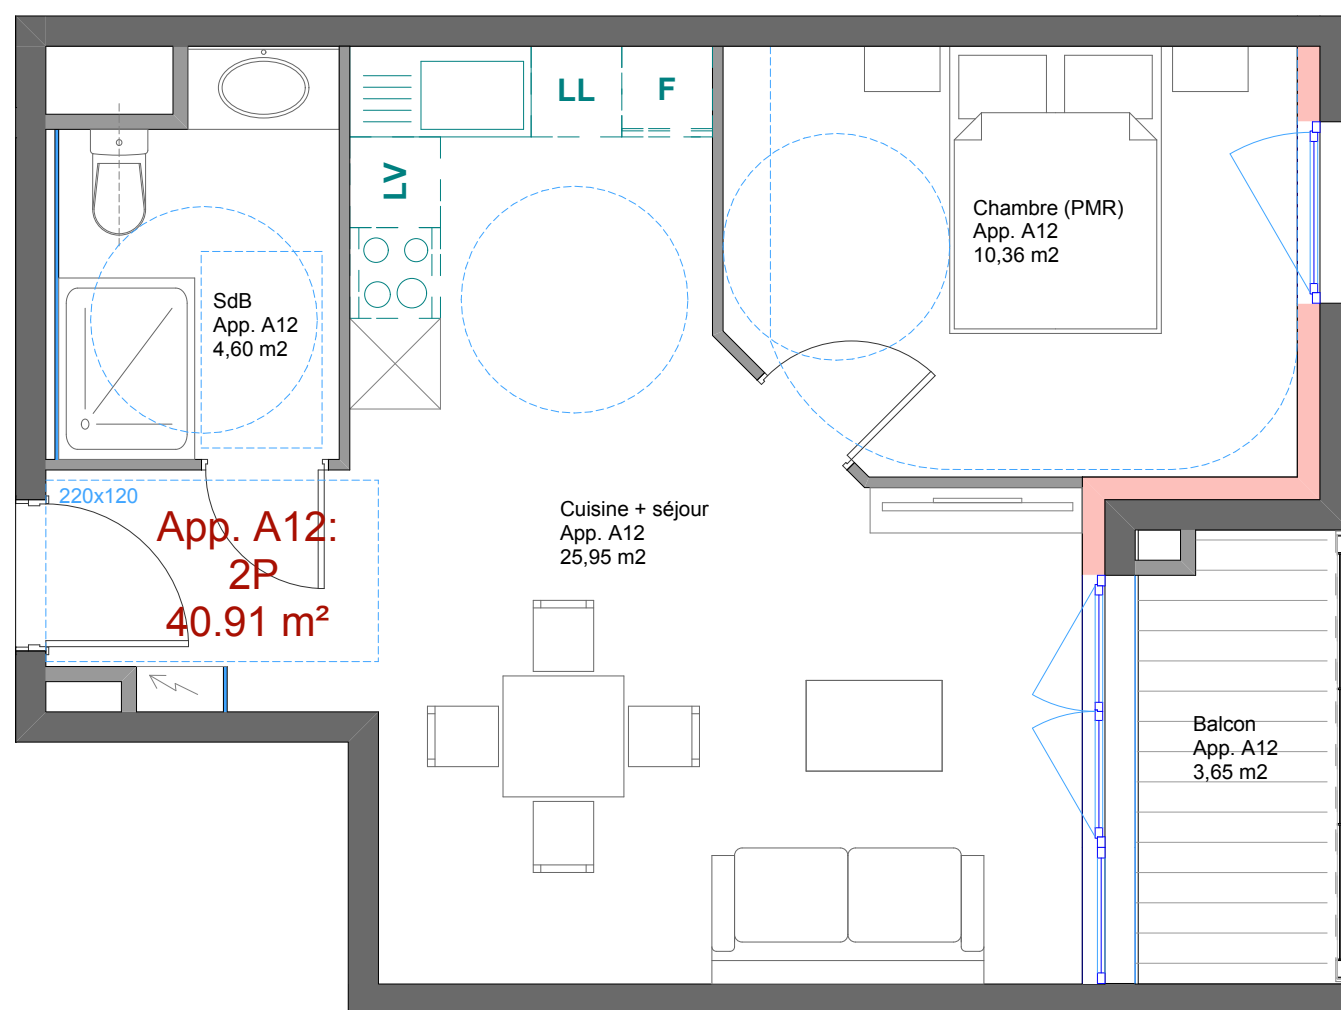 LL
F
LV
Chambre (PMR)
App. A12
10,36 m2
SdB
App. A12
4,60 m2
220x120
App. A12:
2P
40.91 m²
Cuisine + séjour
App. A12
25,95 m2
Balcon
App. A12
3,65 m2